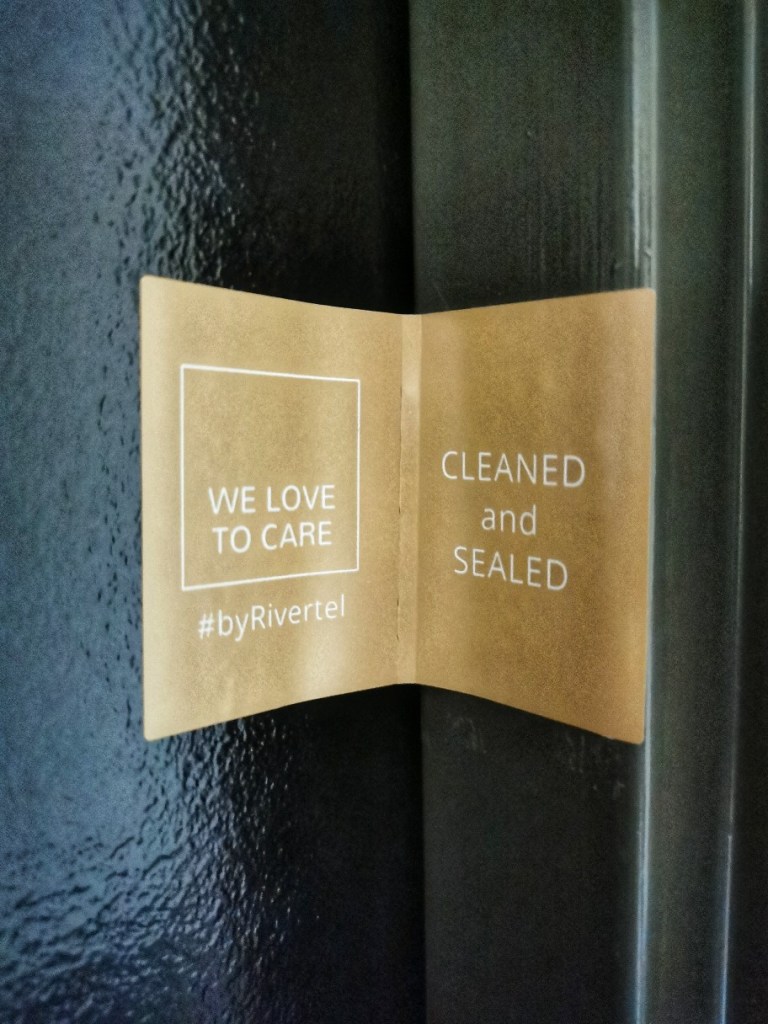 WE LOVE
TO CARE
#byRivertel
CLEANED
and
SEALED